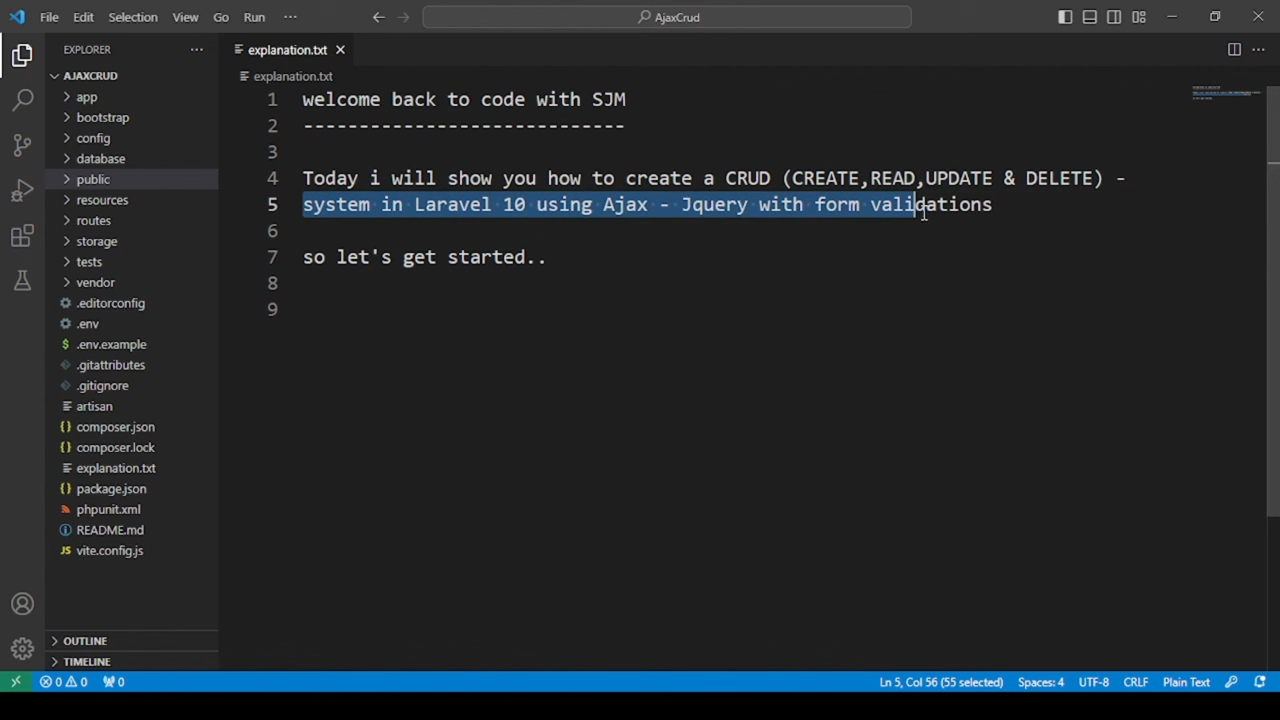 File Edit Selection View Go Run ··· AjaxCrud
EXPLORER ···
explanation.txt
AJAXCRUD
explanation.txt
app
bootstrap
config
database
public
resources
routes
storage
tests
vendor
.editorconfig
.env
.env.example
.gitattributes
.gitignore
artisan
composer.json
composer.lock
explanation.txt
package.json
phpunit.xml
README.md
vite.config.js
OUTLINE
TIMELINE
1 welcome back to code with SJM
2 -----------------------------
3
4 Today i will show you how to create a CRUD (CREATE,READ,UPDATE & DELETE) -
5 system in Laravel 10 using Ajax - Jquery with form validations
6
7 so let's get started..
8
9
0 0 0 Ln 5, Col 56 (55 selected) Spaces: 4 UTF-8 CRLF Plain Text